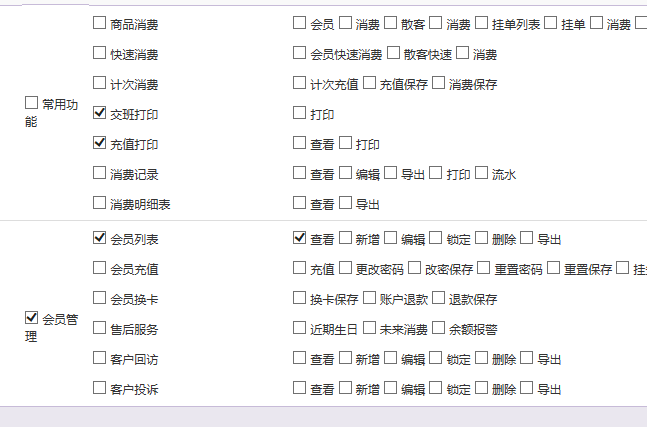 商品消费 会员 消费 散客 消费 挂单列表 挂单 消费
快速消费 会员快速消费 散客快速 消费
计次消费 计次充值 充值保存 消费保存
常用功能
交班打印 打印
充值打印 查看 打印
消费记录 查看 编辑 导出 打印 流水
消费明细表 查看 导出
会员列表 查看 新增 编辑 锁定 删除 导出
会员充值 充值 更改密码 改密保存 重置密码 重置保存 挂
会员换卡 换卡保存 账户退款 退款保存
会员管理
售后服务 近期生日 未来消费 余额报警
客户回访 查看 新增 编辑 锁定 删除 导出
客户投诉 查看 新增 编辑 锁定 删除 导出